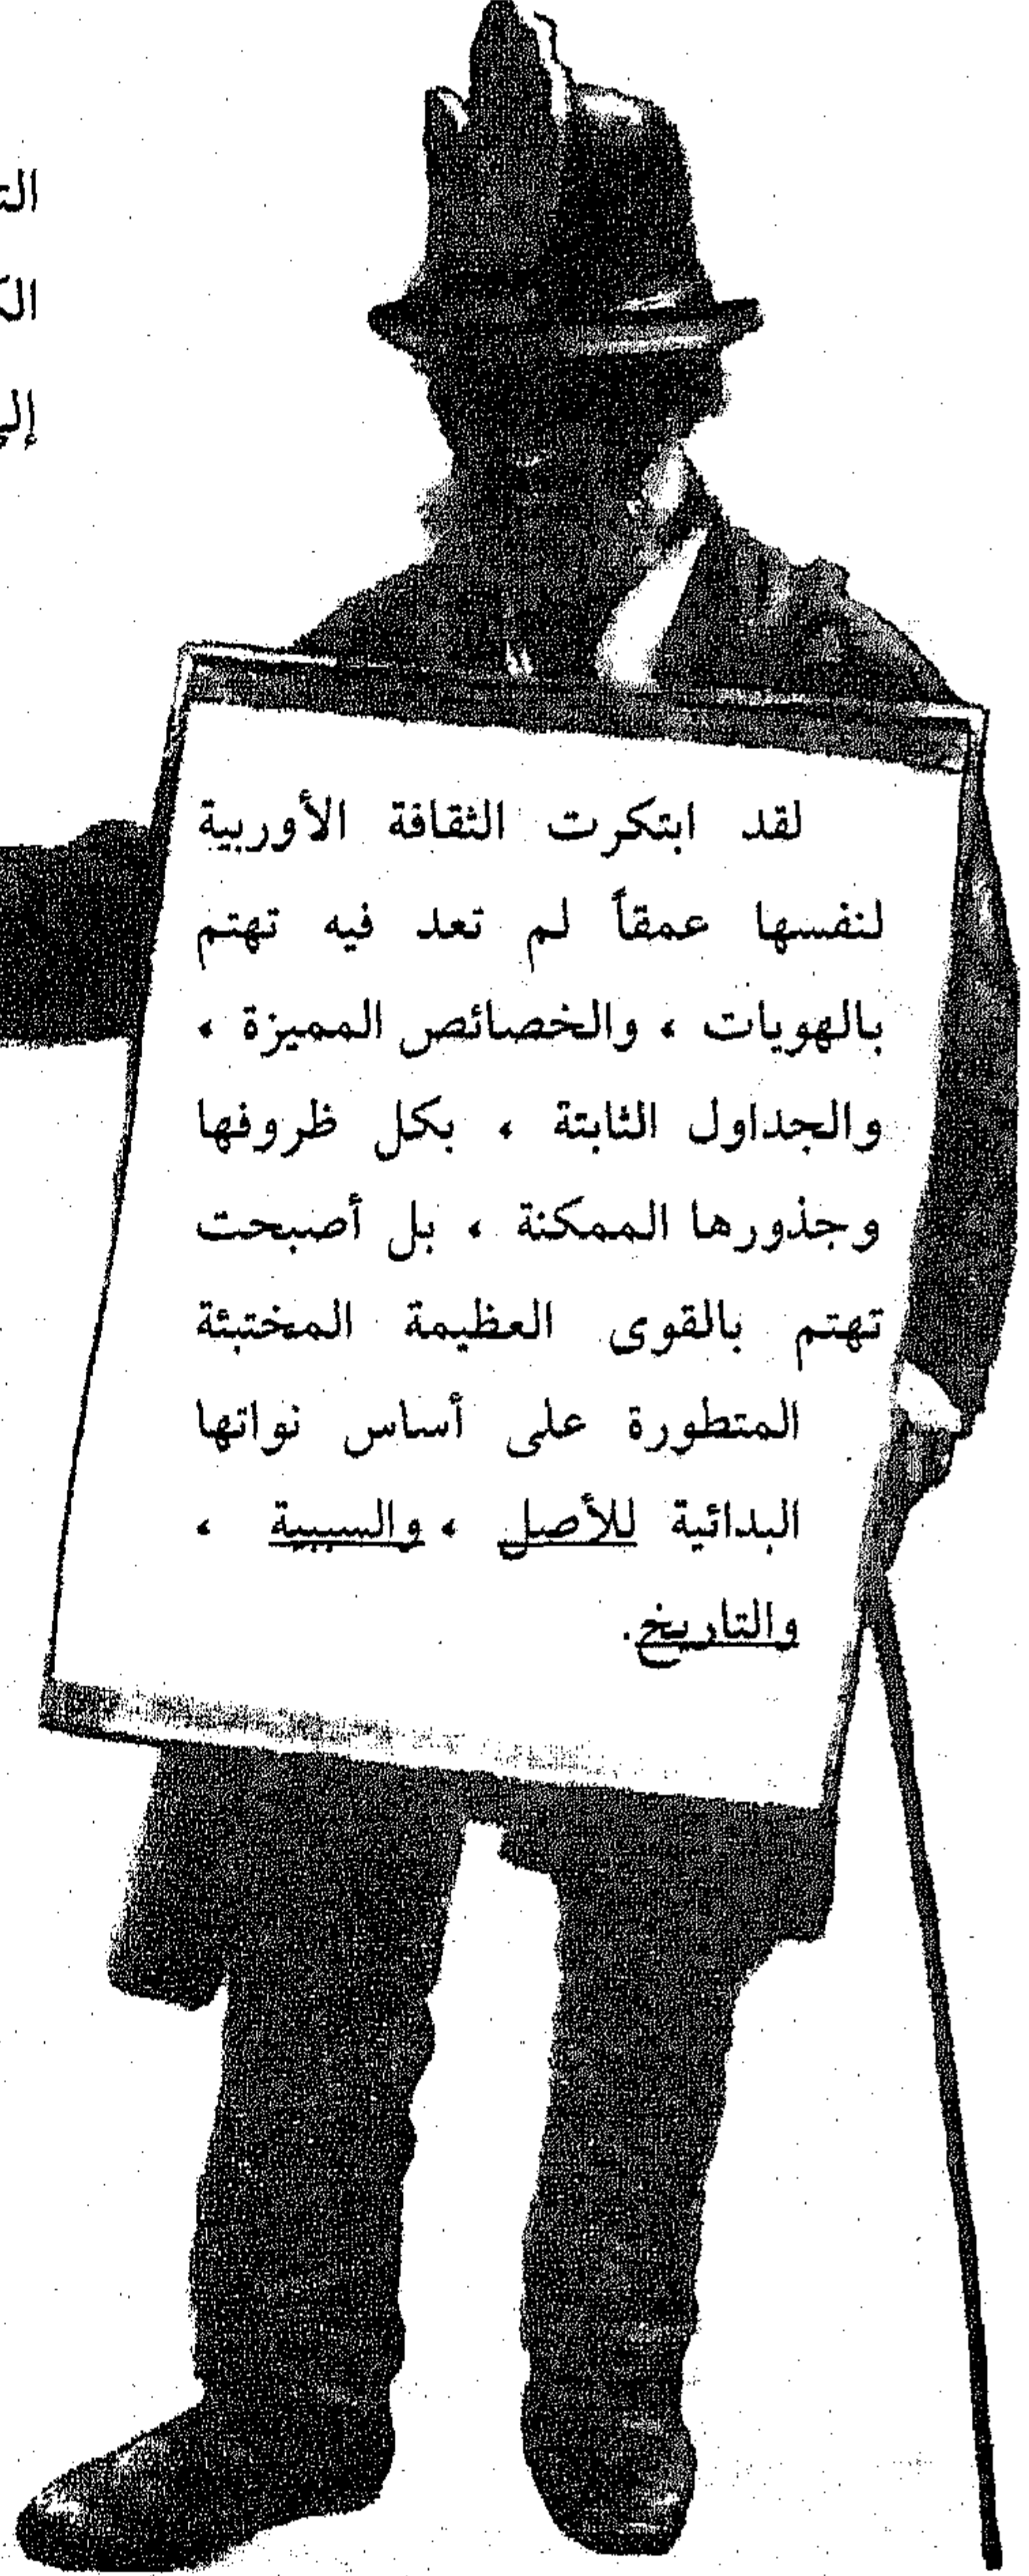 لقد ابتكرت الثقافة الأوربية
لنفسها عمقاً لم تعد فيه تهتم
بالهويات ، والخصائص المميزة ،
والجداول الثابتة ، بكل ظروفها
وجذورها الممكنة ، بل أصبحت
تهتم بالقوى العظيمة المختبئة
المتطورة على أساس نواتها
البدائية للأصل ، والسببية ،
والتاريخ.